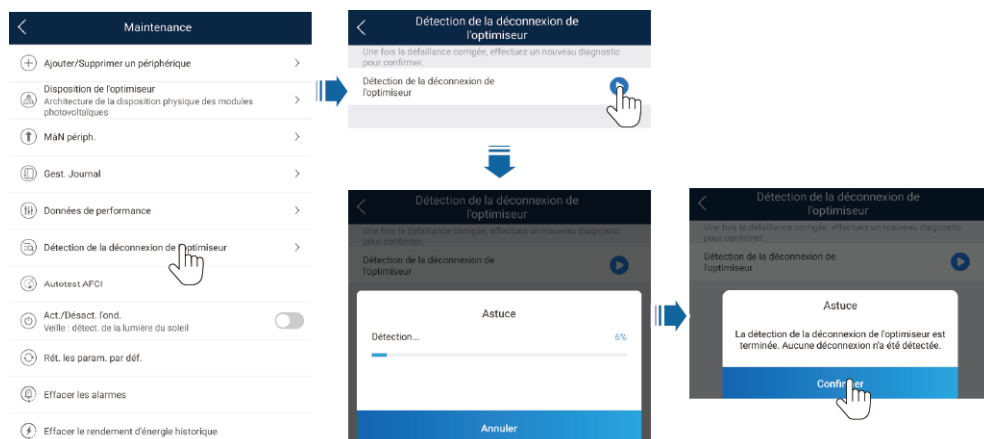 Maintenance
Ajouter/Supprimer un périphérique
Disposition de l'optimiseur
Architecture de la disposition physique des modules
photovoltaïques
MàN périph.
Gest. Journal
Données de performance
Détection de la déconnexion de l'optimiseur
Autotest AFCI
Act./Désact. l'ond.
Veille : détect. de la lumière du soleil
Rét. les param. par déf.
Effacer les alarmes
Effacer le rendement d'énergie historique
Détection de la déconnexion de
l'optimiseur
Une fois la défaillance corrigée, effectuez un nouveau diagnostic
pour confirmer.
Détection de la déconnexion de
l'optimiseur
Détection de la déconnexion de
l'optimiseur
Une fois la défaillance corrigée, effectuez un nouveau diagnostic
pour confirmer.
Détection de la déconnexion de
l'optimiseur
Astuce
Détection... 6%
Annuler
Détection de la déconnexion de
l'optimiseur
Une fois la défaillance corrigée, effectuez un nouveau diagnostic
pour confirmer.
Détection de la déconnexion de
l'optimiseur
Astuce
La détection de la déconnexion de l'optimiseur est
terminée. Aucune déconnexion n'a été détectée.
Confirmer